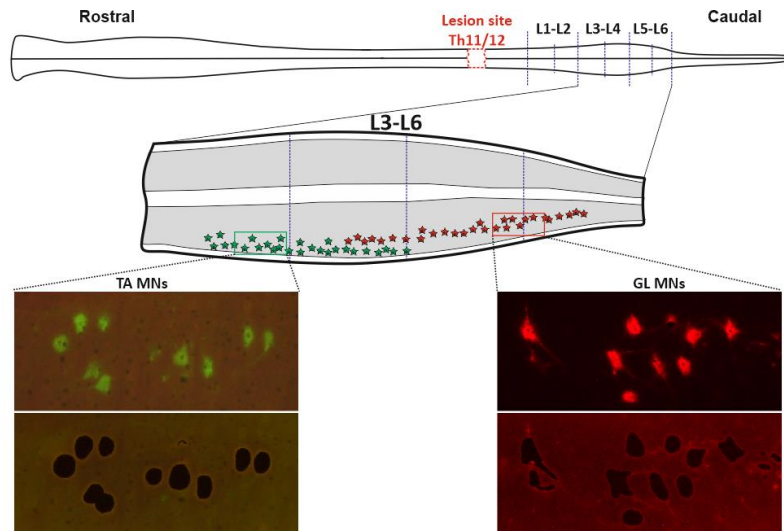 Rostral
Lesion site
Th11/12
L1-L2
L3-L4
L5-L6
Caudal
L3-L6
TA MNs
GL MNs